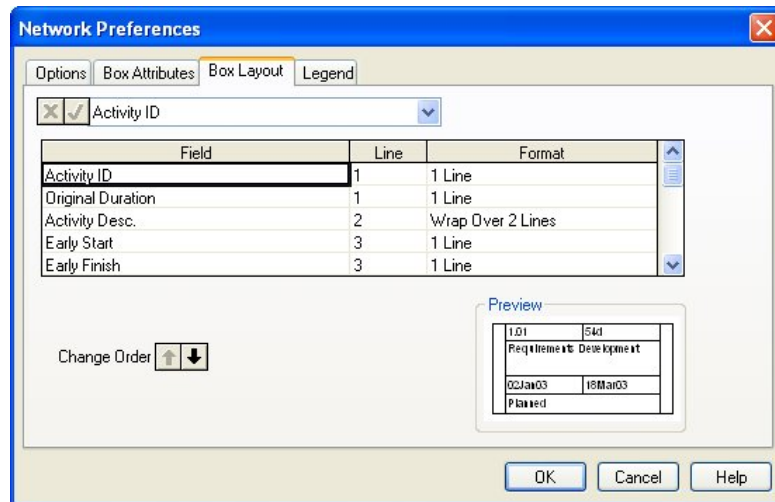 Network Preferences
Options Box Attributes Box Layout Legend
Activity ID
Field Line Format
Activity ID 1 1 Line
Original Duration 1 1 Line
Activity Desc. 2 Wrap Over 2 Lines
Early Start 3 1 Line
Early Finish 3 1 Line
Preview
1.01 54d
Requirements Development
02Jan03 18Mar03
Planned
Change Order
OK Cancel Help